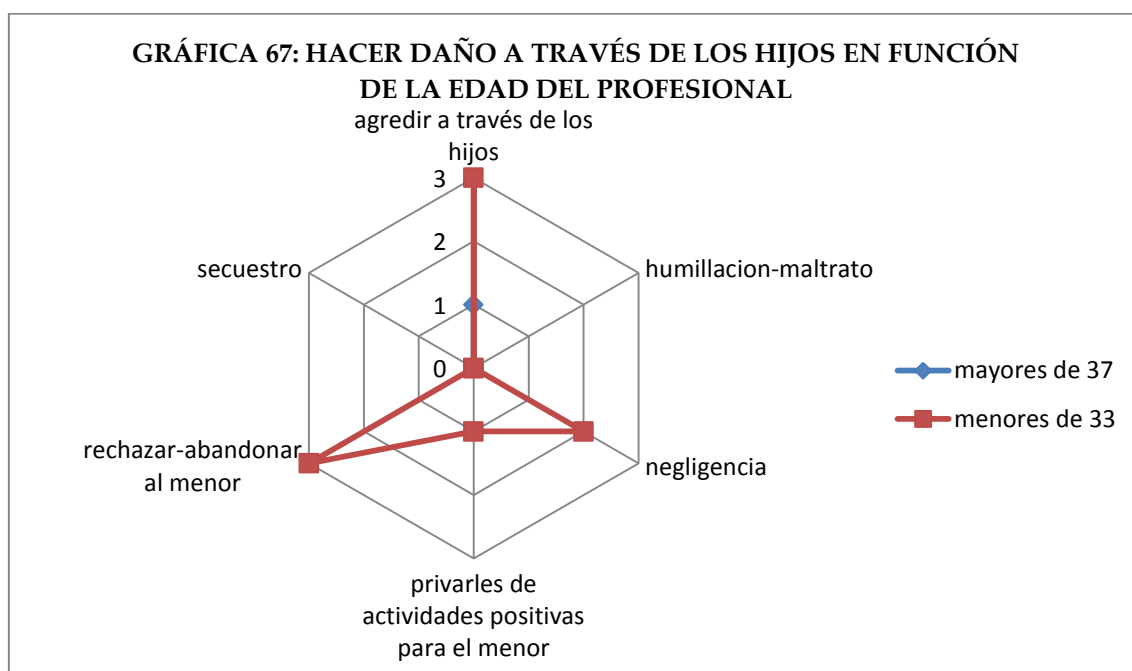 GRÁFICA 67: HACER DAÑO A TRAVÉS DE LOS HIJOS EN FUNCIÓN
DE LA EDAD DEL PROFESIONAL
agredir a través de los
hijos
3
2
1
0
secuestro
humillacion-maltrato
mayores de 37
menores de 33
rechazar-abandonar
al menor
negligencia
privarles de
actividades positivas
para el menor